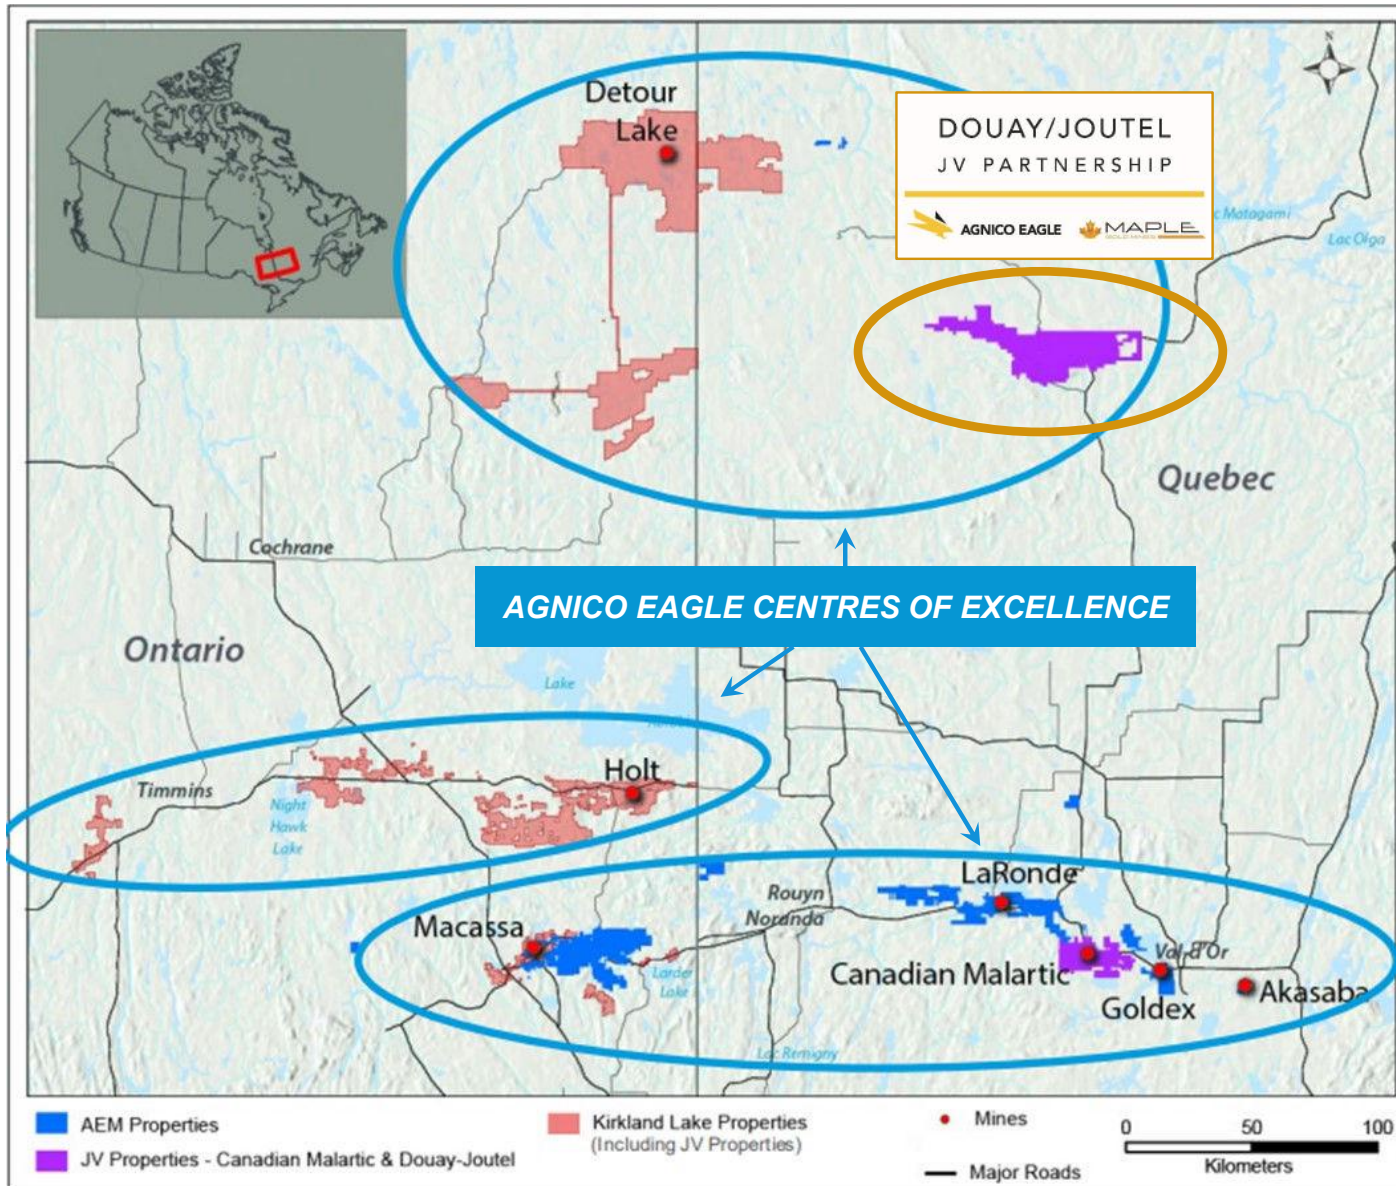 N
Detour
Lake
DOUAY/JOUTEL
JV PARTNERSHIP
AGNICO EAGLE
MAPLE
GOLD MINES
Matagami
Lac Olga
Quebec
Cochrane
AGNICO EAGLE CENTRES OF EXCELLENCE
Ontario
Lake
Holt
Timmins
Night
Hawk
Lake
LaRonde
Rouyn
Noranda
Macassa
Val-d'Or
Larder
Lake
Canadian Malartic
Goldex
Akasaba
Lac Remigny
AEM Properties
JV Properties - Canadian Malartic & Douay-Joutel
Kirkland Lake Properties
(Including JV Properties)
Mines
Major Roads
0 50 100
Kilometers